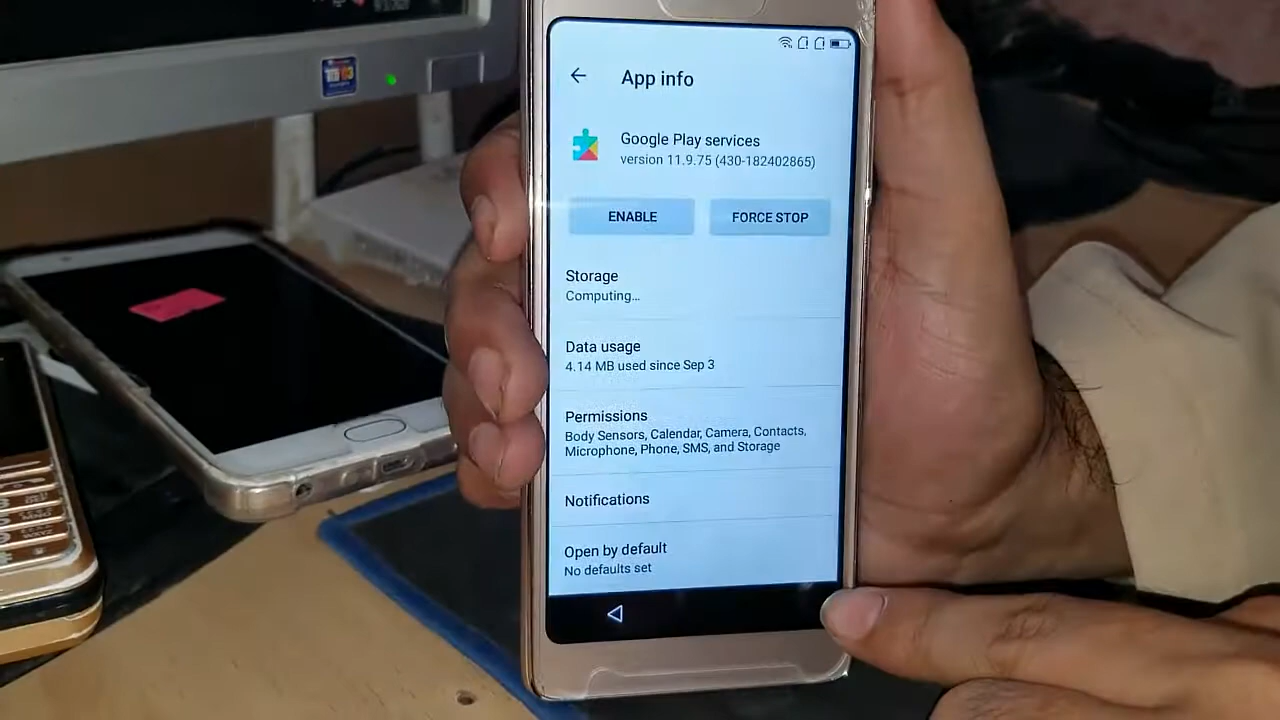 App info
Google Play services
version 11.9.75 (430-182402865)
ENABLE
FORCE STOP
Storage
Computing...
Data usage
4.14 MB used since Sep 3
Permissions
Body Sensors, Calendar, Camera, Contacts,
Microphone, Phone, SMS, and Storage
Notifications
Open by default
No defaults set